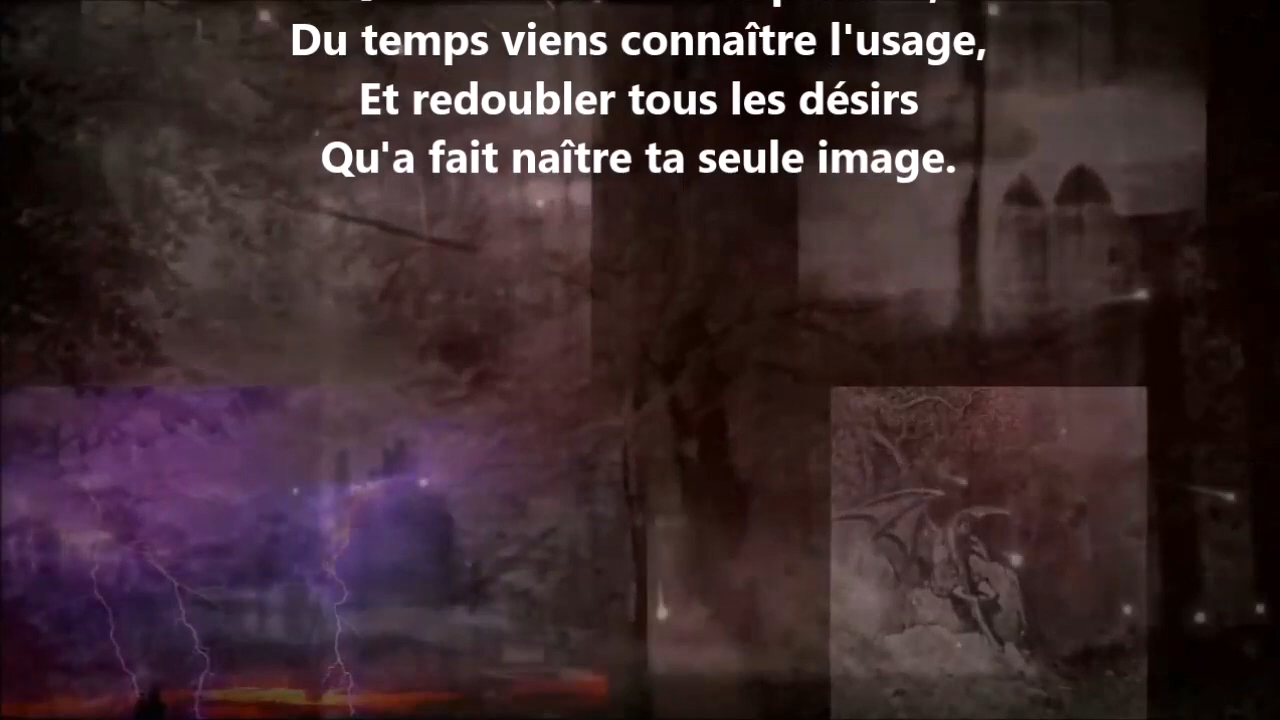 Du temps viens connaître l'usage,
Et redoubler tous les désirs
Qu'a fait naître ta seule image.